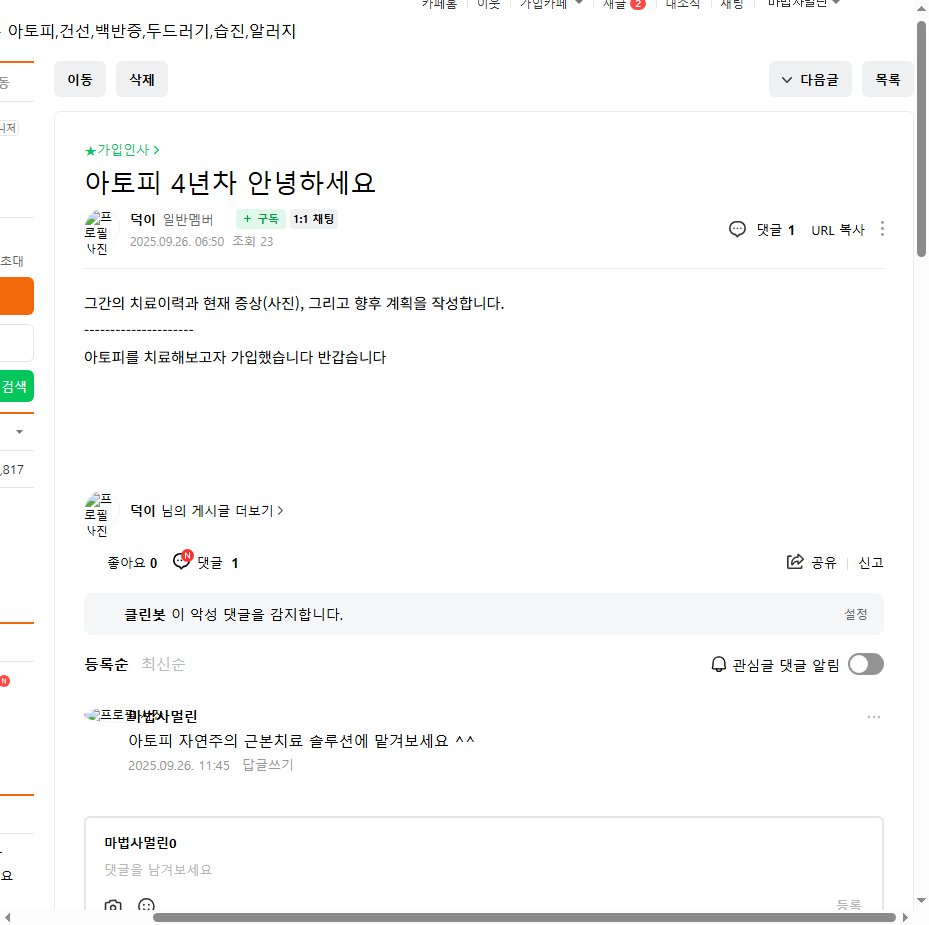 카페홈 이웃 가입카페 새글 2 내소식 채팅 마법사멀린
아토피,건선,백반증,두드러기,습진,알러지
동
이동 삭제 다음글 목록
니저
★가입인사
아토피 4년차 안녕하세요
프로필 사진
덕이 일반멤버 + 구독 1:1 채팅
2025.09.26. 06:50 조회 23
댓글 1 URL 복사
초대
그간의 치료이력과 현재 증상(사진), 그리고 향후 계획을 작성합니다.
---------------------
아토피를 치료해보고자 가입했습니다 반갑습니다
검색
,817
프로필 사진
덕이 님의 게시글 더보기
좋아요 0 N 댓글 1 공유 신고
클린봇 이 악성 댓글을 감지합니다. 설정
등록순 최신순 관심글 댓글 알림
N
프로필 사진
마법사멀린
아토피 자연주의 근본치료 솔루션에 맡겨보세요 ^^
2025.09.26. 11:45 답글쓰기
마법사멀린0
댓글을 남겨보세요
요
등록